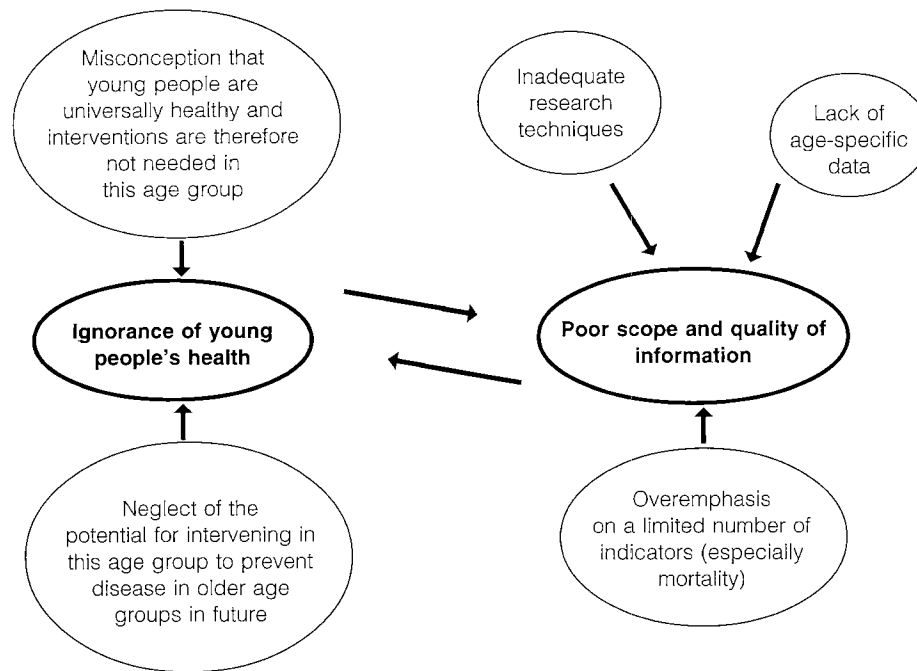 Misconception that
young people are
universally healthy and
interventions are therefore
not needed in
this age group
Inadequate
research
techniques
Lack of
age-specific
data
Ignorance of young
people's health
Poor scope and quality of
information
Neglect of the
potential for intervening in
this age group to prevent
disease in older age
groups in future
Overemphasis
on a limited number of
indicators (especially
mortality)